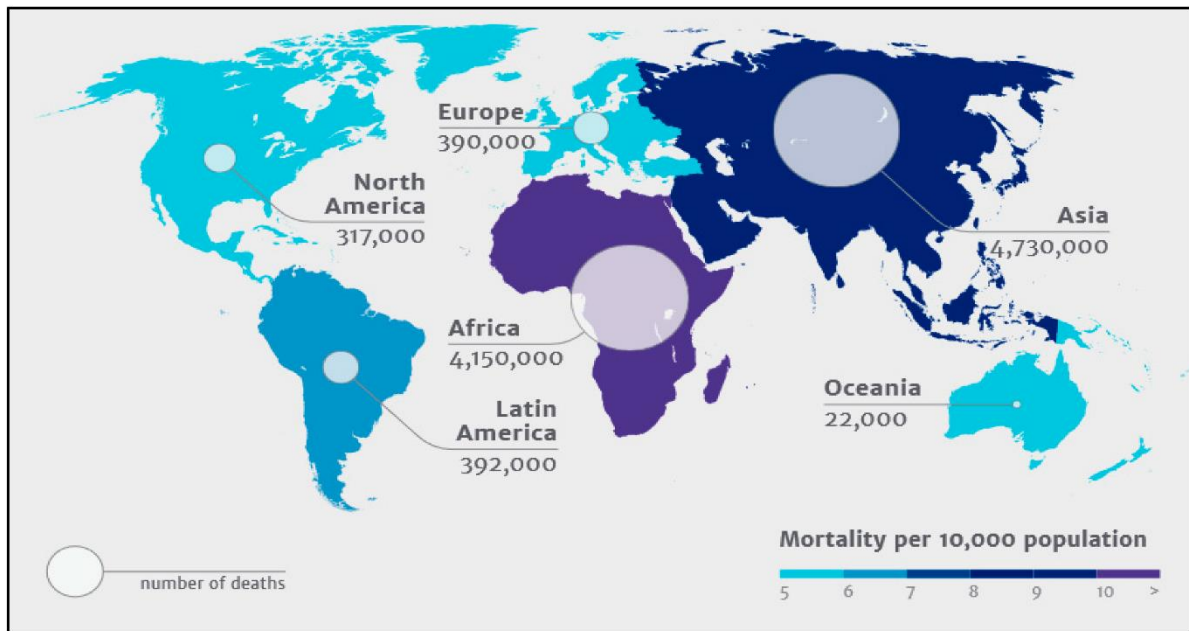 Europe
390,000
North
America
317,000
Asia
4,730,000
Africa
4,150,000
Oceania
22,000
Latin
America
392,000
Mortality per 10,000 population
number of deaths
5 6 7 8 9 10 >